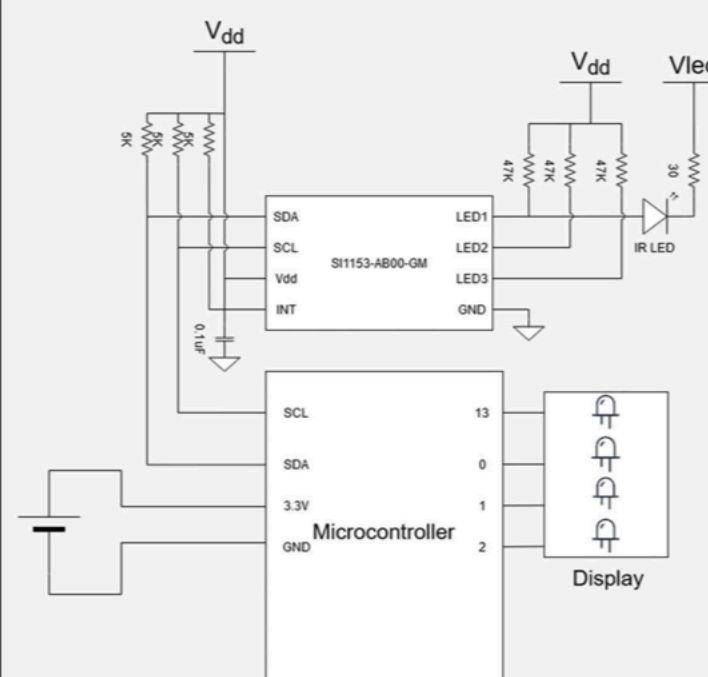 Vdd
Vdd
Vled
5K
5K
5K
47K
47K
47K
30
SDA
SCL
Vdd
INT
SI1153-AB00-GM
LED1
LED2
LED3
GND
IR LED
0.1uF
SCL
SDA
3.3V
GND
Microcontroller
13
0
1
2
Display